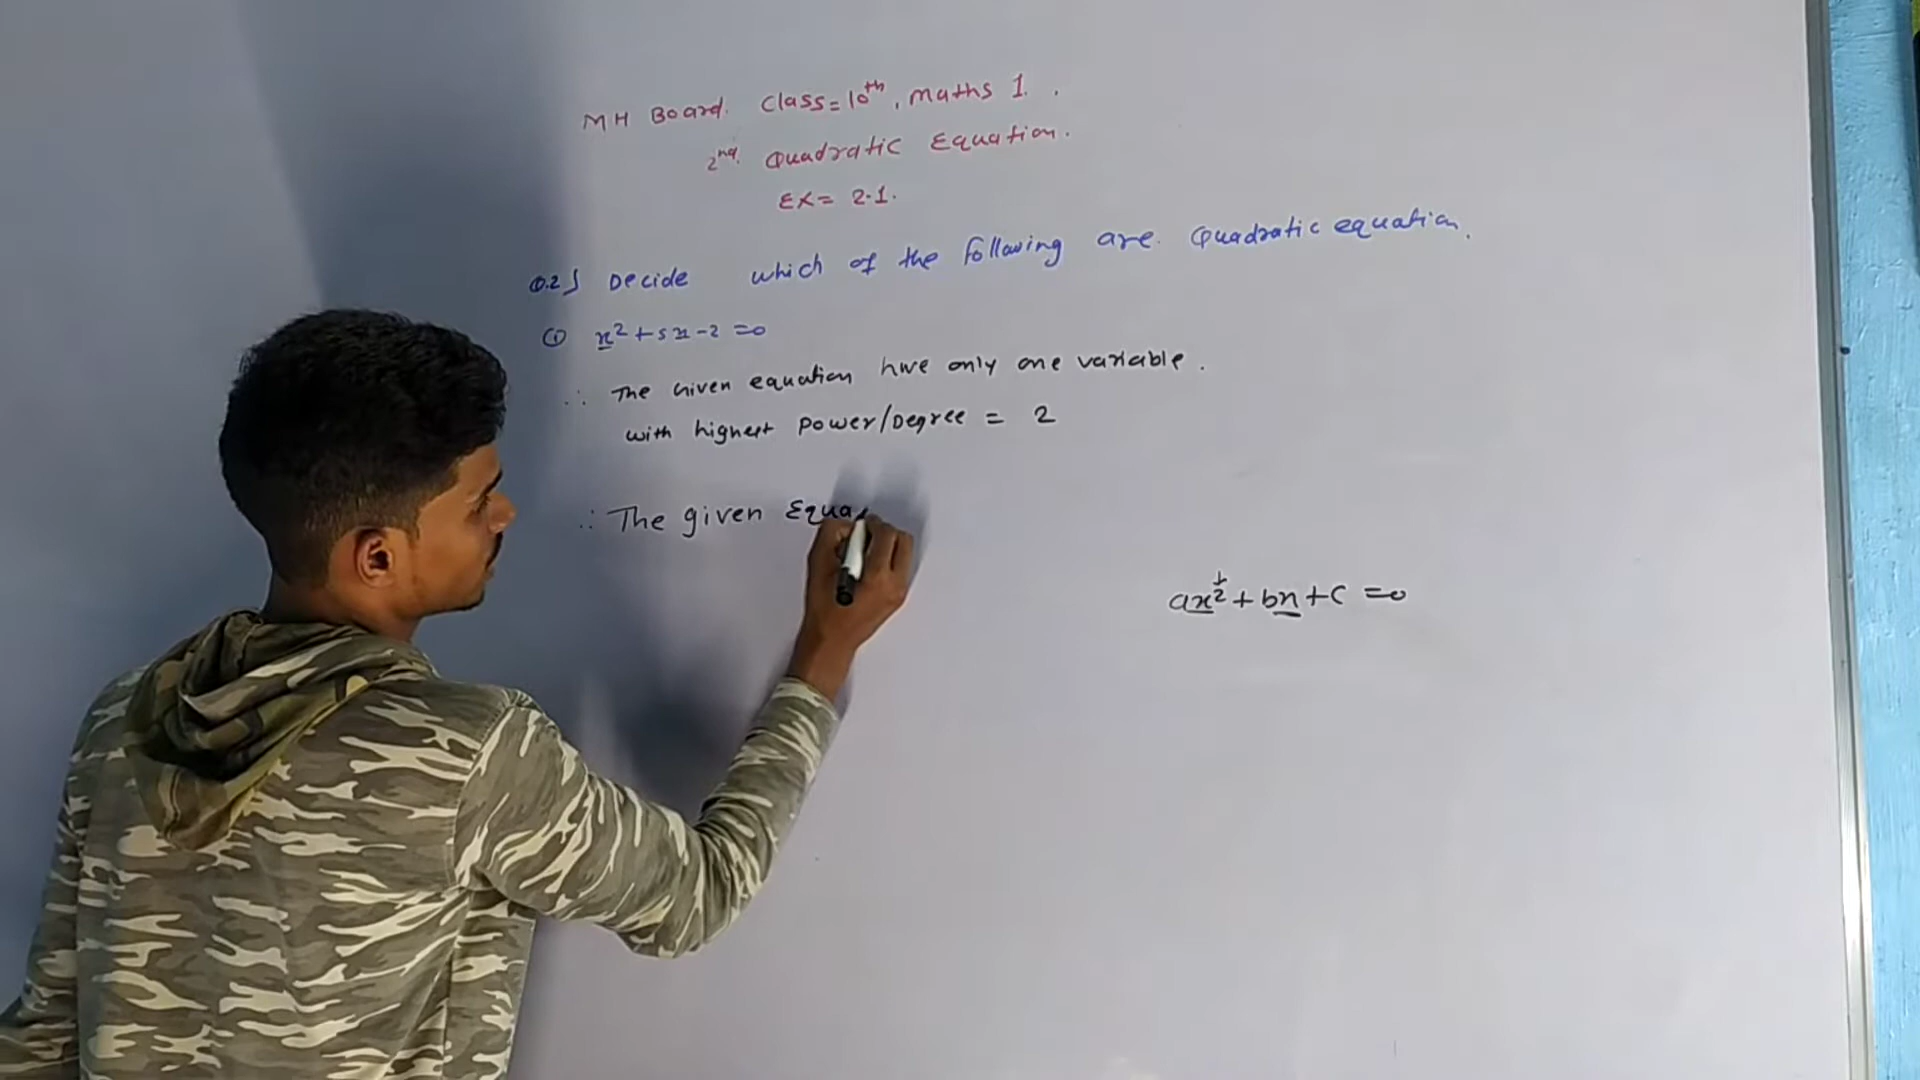 MH Board. Class = 10th, Maths 1.
2nd. Quadratic Equation.
EX = 2.1.
Q.2] Decide which of the following are Quadratic equation.
① x² + 5x - 2 = 0
∴ The Given equation hve only one variable.
with highest Power/Degree = 2
∴ The given Equa
ax² + bx + c = 0